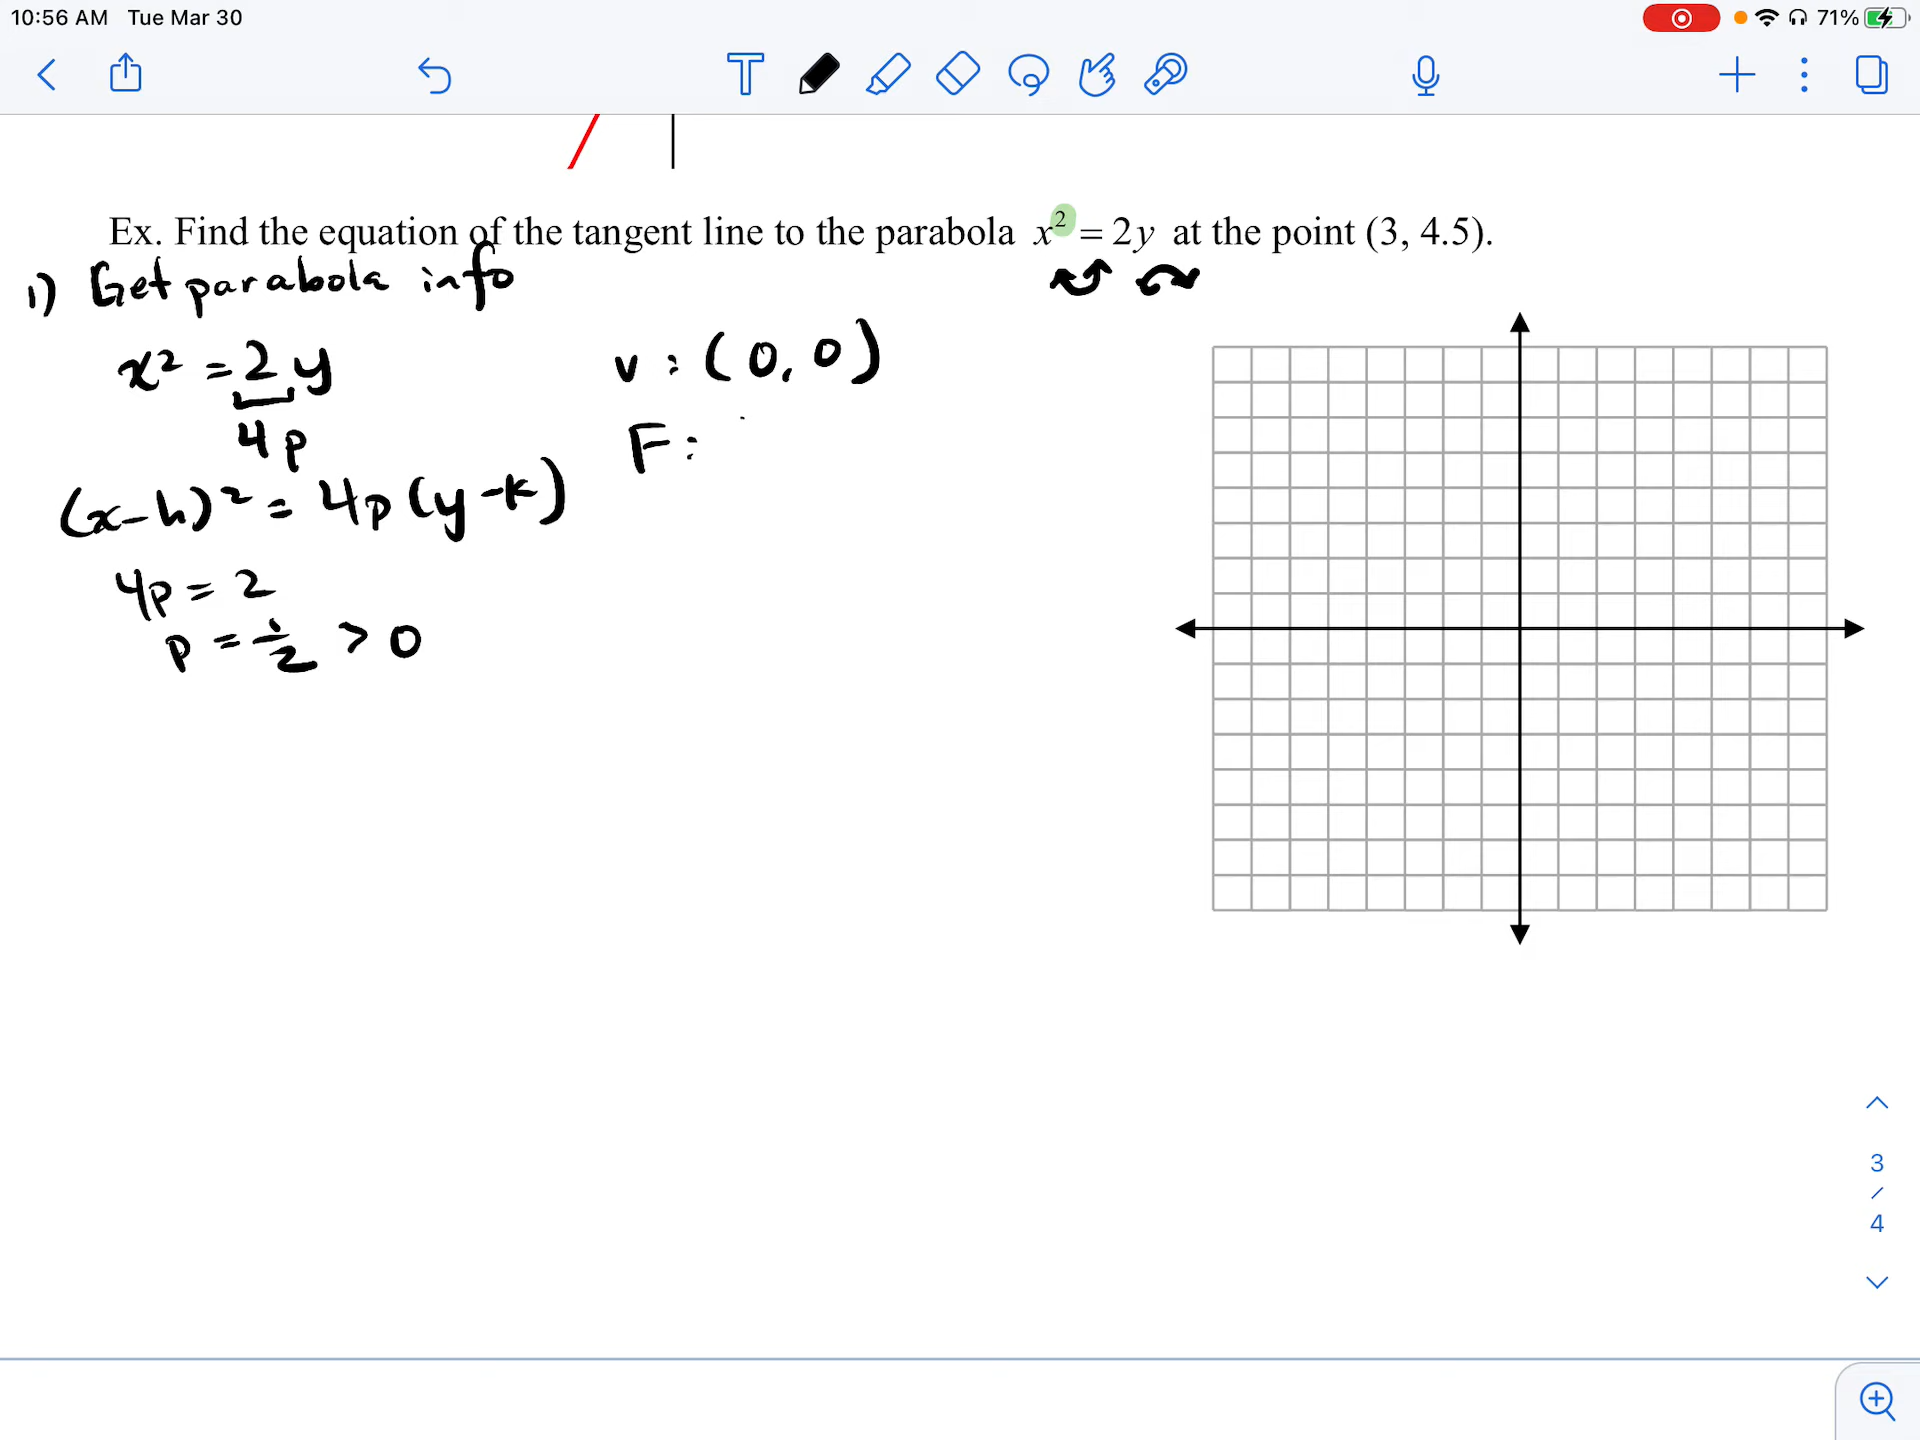 10:56 AM Tue Mar 30
71%
Ex. Find the equation of the tangent line to the parabola x² = 2y at the point (3, 4.5).
1) Get parabola info
x² = 2y
4p
(x-h)² = 4p(y-k)
4p = 2
p = 1/2 > 0
v : (0, 0)
F :
3
/
4